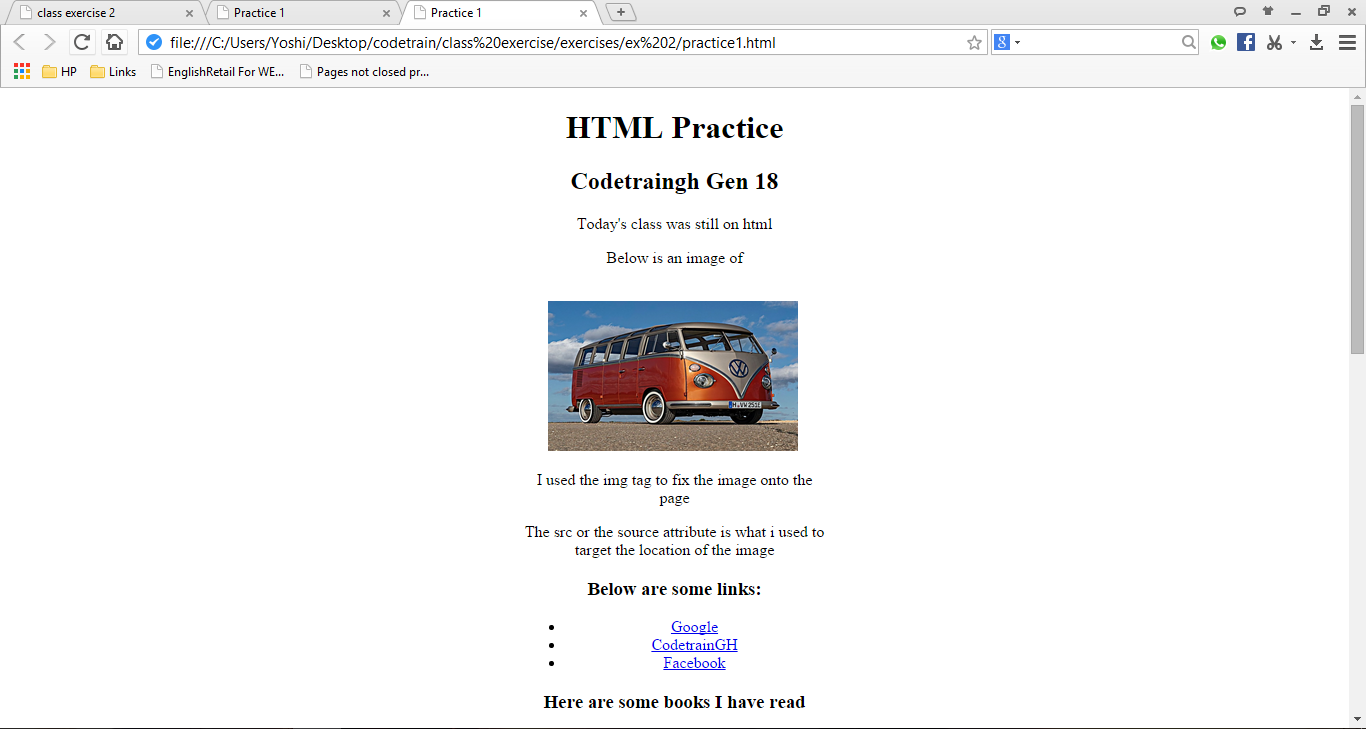 class exercise 2
Practice 1
Practice 1
file:///C:/Users/Yoshi/Desktop/codetrain/class%20exercise/exercises/ex%202/practice1.html
8
HP
Links
EnglishRetail For WE...
Pages not closed pr...
HTML Practice
Codetraingh Gen 18
Today's class was still on html
Below is an image of
H·VW 251E
I used the img tag to fix the image onto the
page
The src or the source attribute is what i used to
target the location of the image
Below are some links:
Google
CodetrainGH
Facebook
Here are some books I have read